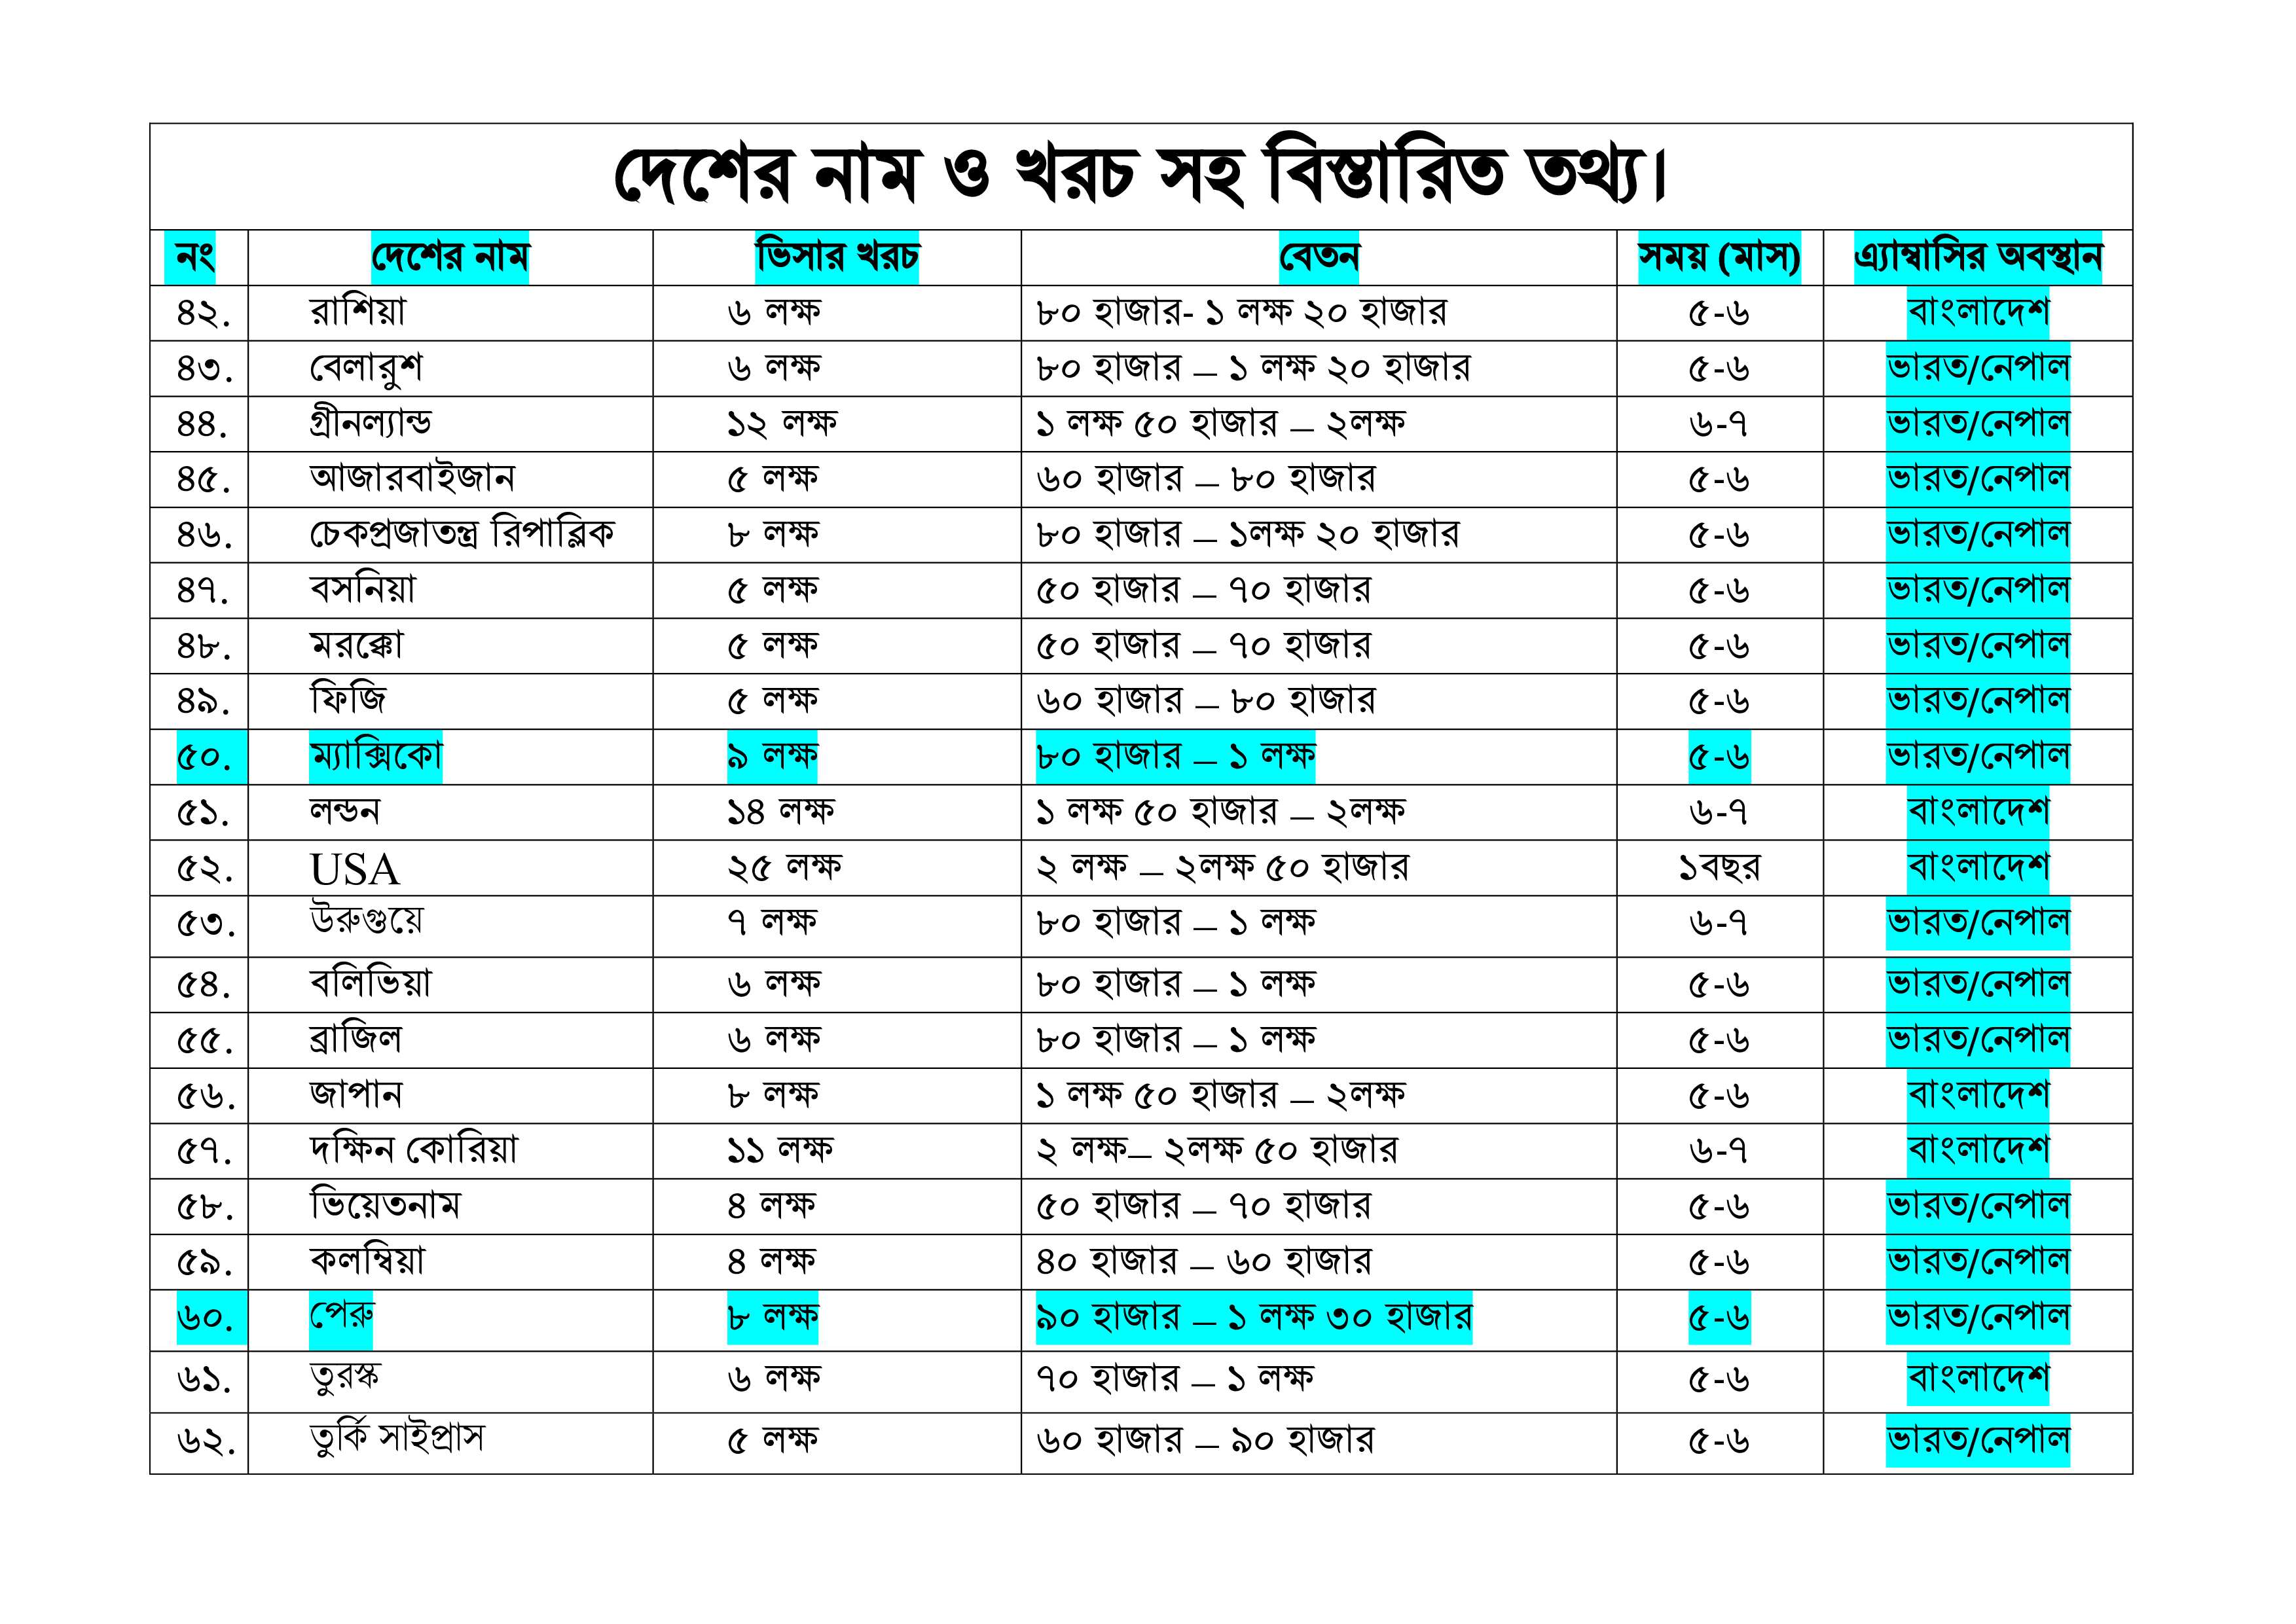 দেশের নাম ও খরচ সহ বিস্তারিত তথ্য।
নং দেশের নাম ভিসার খরচ বেতন সময় (মাস) এ্যাম্বাসির অবস্থান
৪২. রাশিয়া ৬ লক্ষ ৮০ হাজার- ১ লক্ষ ২০ হাজার ৫-৬ বাংলাদেশ
৪৩. বেলারুশ ৬ লক্ষ ৮০ হাজার – ১ লক্ষ ২০ হাজার ৫-৬ ভারত/নেপাল
৪৪. গ্রীনল্যান্ড ১২ লক্ষ ১ লক্ষ ৫০ হাজার – ২লক্ষ ৬-৭ ভারত/নেপাল
৪৫. আজারবাইজান ৫ লক্ষ ৬০ হাজার – ৮০ হাজার ৫-৬ ভারত/নেপাল
৪৬. চেকপ্রজাতন্ত্র রিপাব্লিক ৮ লক্ষ ৮০ হাজার – ১লক্ষ ২০ হাজার ৫-৬ ভারত/নেপাল
৪৭. বসনিয়া ৫ লক্ষ ৫০ হাজার – ৭০ হাজার ৫-৬ ভারত/নেপাল
৪৮. মরক্কো ৫ লক্ষ ৫০ হাজার – ৭০ হাজার ৫-৬ ভারত/নেপাল
৪৯. ফিজি ৫ লক্ষ ৬০ হাজার – ৮০ হাজার ৫-৬ ভারত/নেপাল
৫০. ম্যাক্সিকো ৯ লক্ষ ৮০ হাজার – ১ লক্ষ ৫-৬ ভারত/নেপাল
৫১. লন্ডন ১৪ লক্ষ ১ লক্ষ ৫০ হাজার – ২লক্ষ ৬-৭ বাংলাদেশ
৫২. USA ২৫ লক্ষ ২ লক্ষ – ২লক্ষ ৫০ হাজার ১বছর বাংলাদেশ
৫৩. উরুগুয়ে ৭ লক্ষ ৮০ হাজার – ১ লক্ষ ৬-৭ ভারত/নেপাল
৫৪. বলিভিয়া ৬ লক্ষ ৮০ হাজার – ১ লক্ষ ৫-৬ ভারত/নেপাল
৫৫. ব্রাজিল ৬ লক্ষ ৮০ হাজার – ১ লক্ষ ৫-৬ ভারত/নেপাল
৫৬. জাপান ৮ লক্ষ ১ লক্ষ ৫০ হাজার – ২লক্ষ ৫-৬ বাংলাদেশ
৫৭. দক্ষিন কোরিয়া ১১ লক্ষ ২ লক্ষ– ২লক্ষ ৫০ হাজার ৬-৭ বাংলাদেশ
৫৮. ভিয়েতনাম ৪ লক্ষ ৫০ হাজার – ৭০ হাজার ৫-৬ ভারত/নেপাল
৫৯. কলম্বিয়া ৪ লক্ষ ৪০ হাজার – ৬০ হাজার ৫-৬ ভারত/নেপাল
৬০. পেরু ৮ লক্ষ ৯০ হাজার – ১ লক্ষ ৩০ হাজার ৫-৬ ভারত/নেপাল
৬১. তুরস্ক ৬ লক্ষ ৭০ হাজার – ১ লক্ষ ৫-৬ বাংলাদেশ
৬২. তুর্কি সাইপ্রাস ৫ লক্ষ ৬০ হাজার – ৯০ হাজার ৫-৬ ভারত/নেপাল